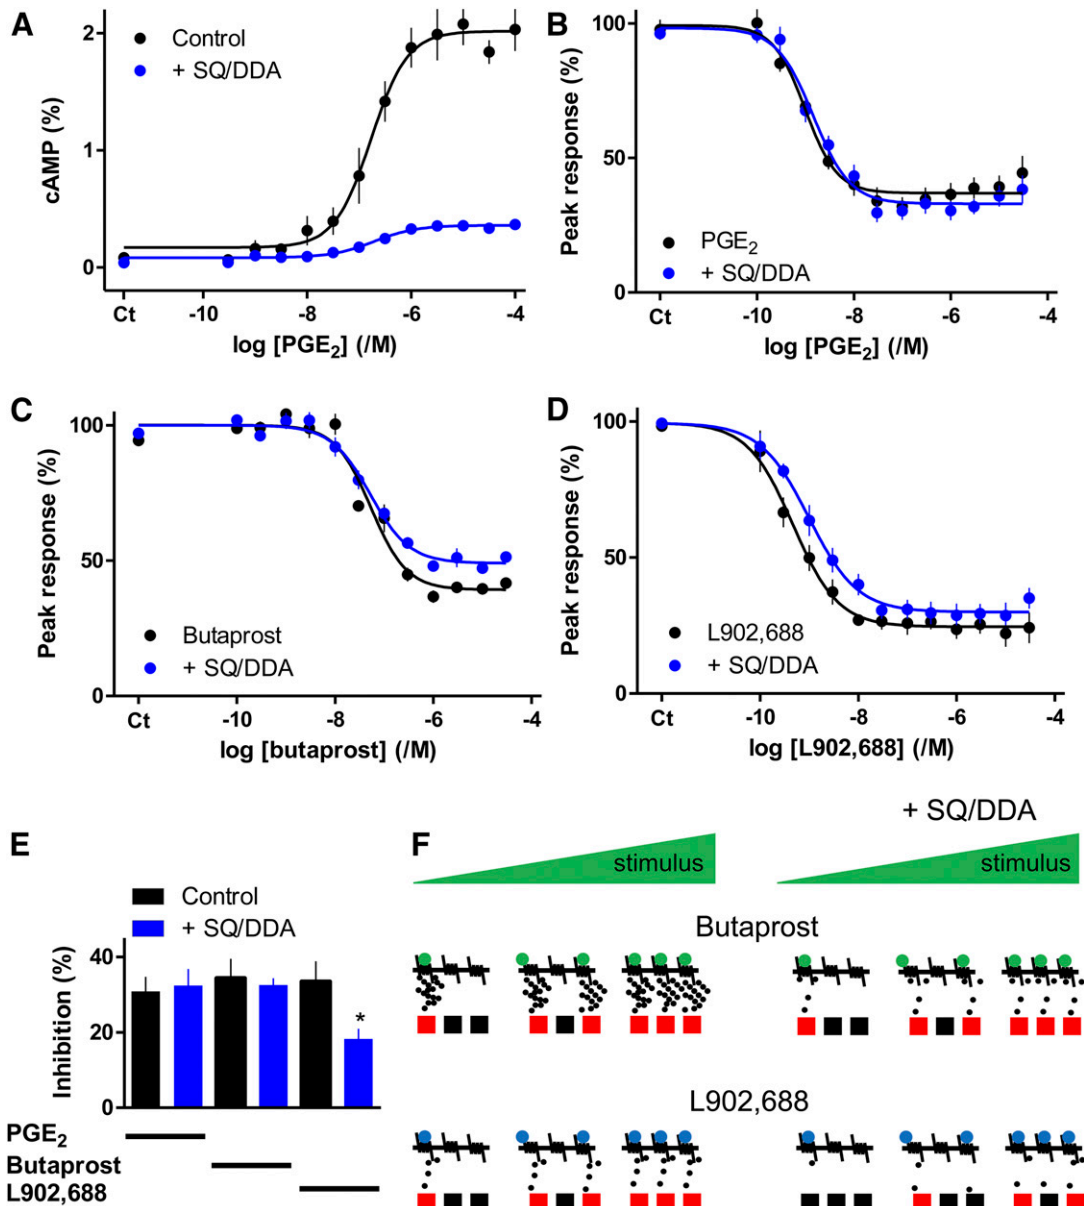 A
Control
+ SQ/DDA
cAMP (%)
2
1
0
Ct
-10
-8
-6
-4
log [PGE₂] (/M)
B
Peak response (%)
100
50
0
PGE₂
+ SQ/DDA
Ct
-10
-8
-6
-4
log [PGE₂] (/M)
C
Peak response (%)
100
50
0
Butaprost
+ SQ/DDA
Ct
-10
-8
-6
-4
log [butaprost] (/M)
D
Peak response (%)
100
50
0
L902,688
+ SQ/DDA
Ct
-10
-8
-6
-4
log [L902,688] (/M)
E
Control
+ SQ/DDA
Inhibition (%)
40
20
0
*
PGE₂
Butaprost
L902,688
F
+ SQ/DDA
stimulus
stimulus
Butaprost
L902,688